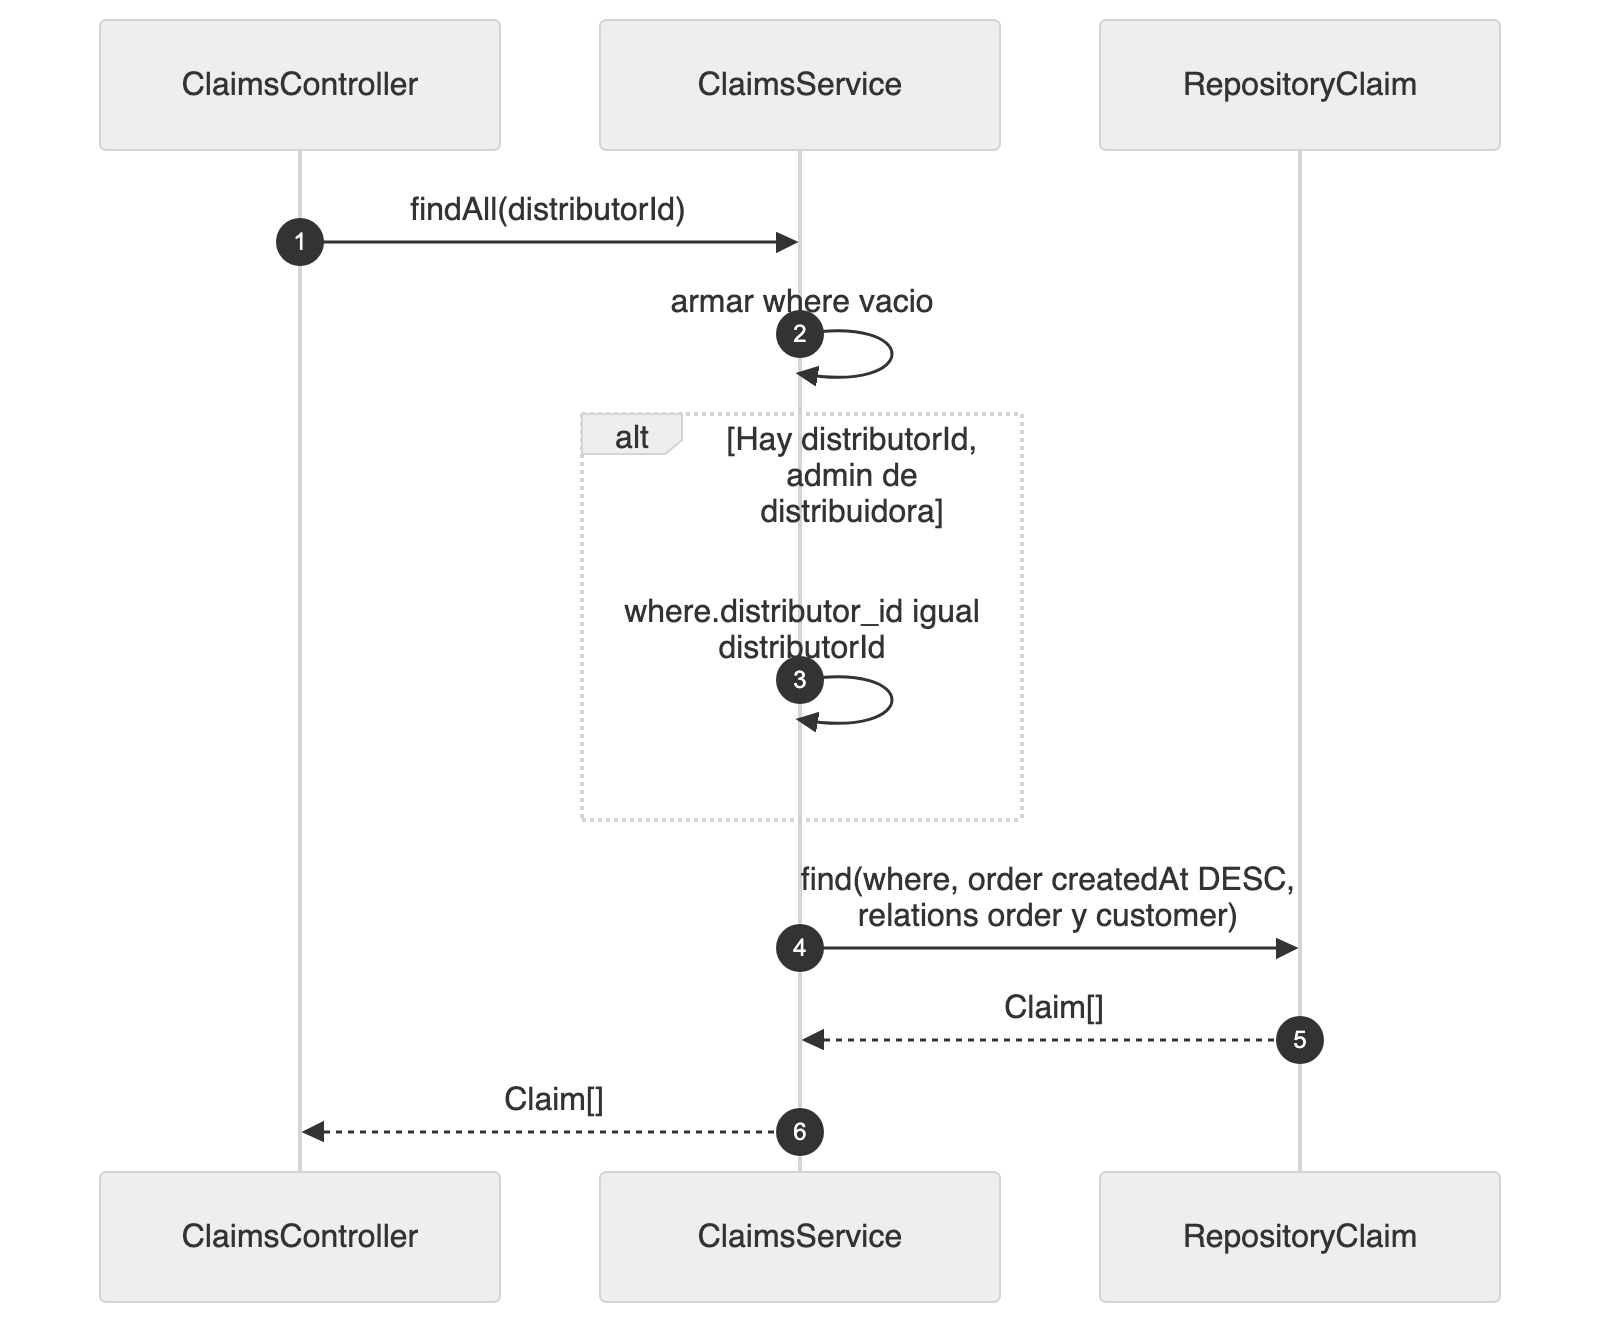 ClaimsController
ClaimsService
RepositoryClaim
findAll(distributorId)
1
armar where vacio
2
alt
[Hay distributorId,
admin de
distribuidora]
where.distributor_id igual
distributorId
3
find(where, order createdAt DESC,
relations order y customer)
4
Claim[]
5
Claim[]
6
ClaimsController
ClaimsService
RepositoryClaim